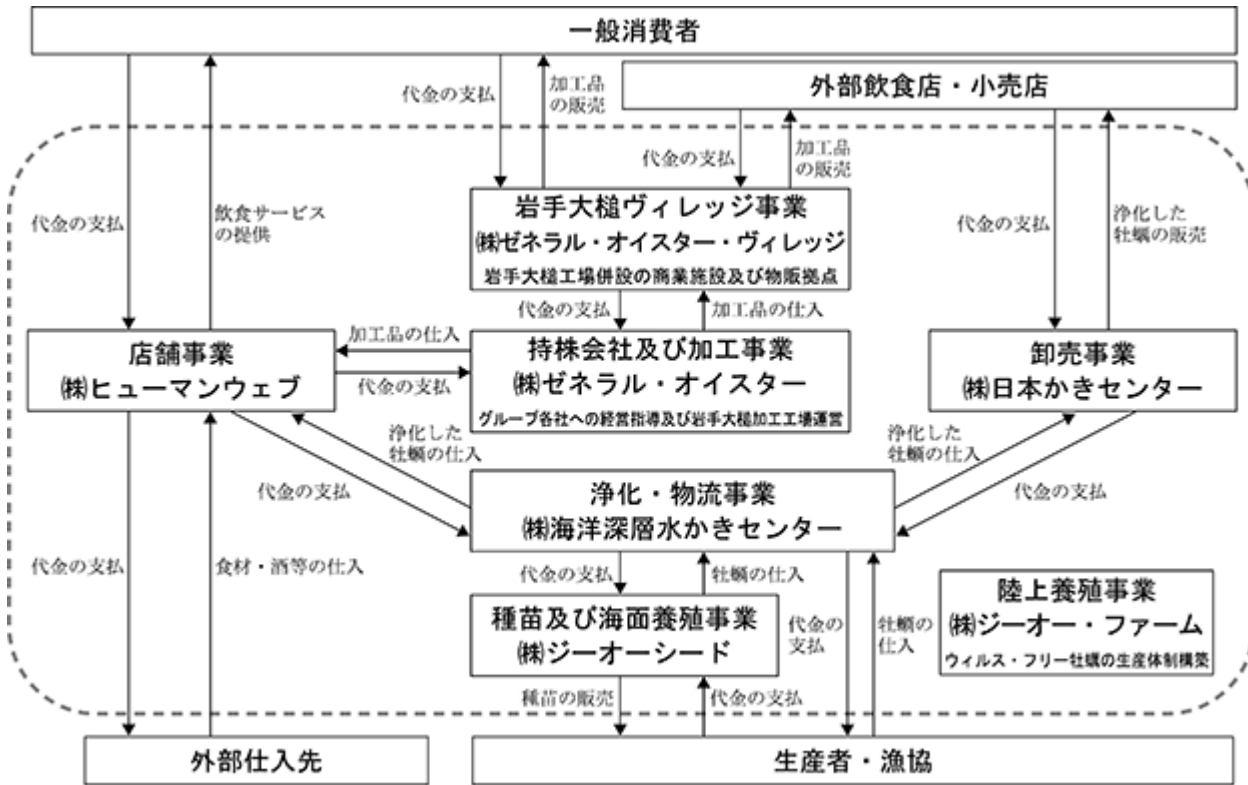 一般消費者
外部飲食店・小売店
代金の支払
加工品
の販売
代金の支払
加工品
の販売
代金の支払
飲食サービス
の提供
岩手大槌ヴィレッジ事業
㈱ゼネラル・オイスター・ヴィレッジ
岩手大槌工場併設の商業施設及び物販拠点
代金の支払
浄化した
牡蠣の販売
代金の支払
加工品の仕入
店舗事業
㈱ヒューマンウェブ
加工品の仕入
代金の支払
持株会社及び加工事業
㈱ゼネラル・オイスター
グループ各社への経営指導及び岩手大槌加工工場運営
卸売事業
㈱日本かきセンター
浄化した
牡蠣の仕入
代金の支払
浄化・物流事業
㈱海洋深層水かきセンター
浄化した
牡蠣の仕入
代金の支払
代金の支払
食材・酒等の仕入
代金の支払
牡蠣の仕入
種苗及び海面養殖事業
㈱ジーオーシード
代金の
支払
牡蠣の
仕入
陸上養殖事業
㈱ジーオー・ファーム
ウィルス・フリー牡蠣の生産体制構築
種苗の販売
代金の支払
外部仕入先
生産者・漁協